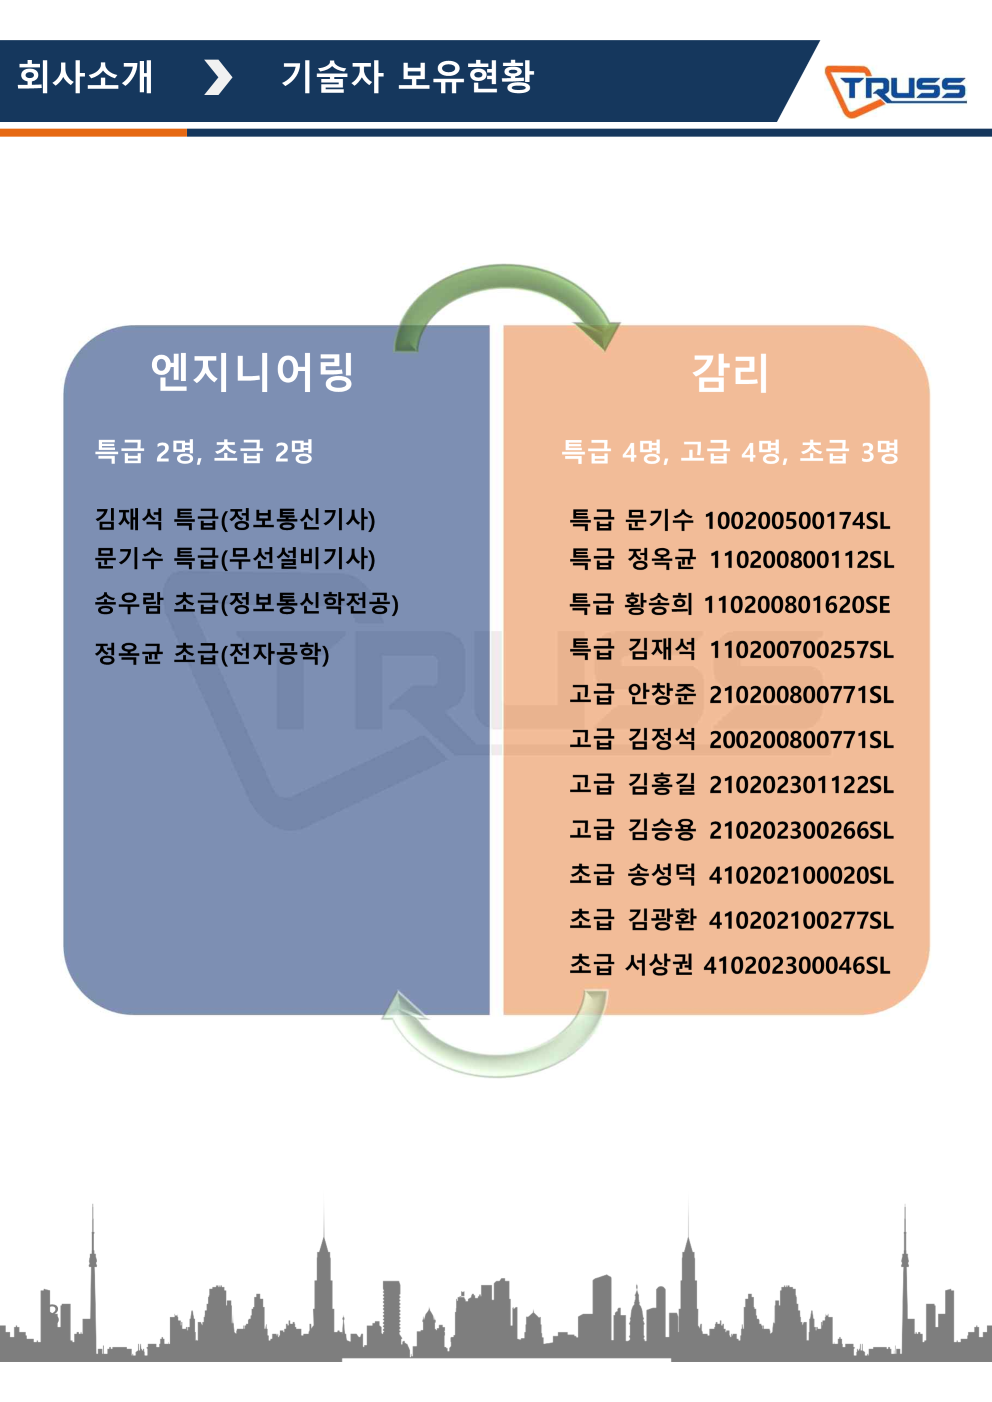 회사소개 기술자 보유현황
TRUSS
엔지니어링
특급 2명, 초급 2명
김재석 특급(정보통신기사)
문기수 특급(무선설비기사)
송우람 초급(정보통신학전공)
정옥균 초급(전자공학)
감리
특급 4명, 고급 4명, 초급 3명
특급 문기수 100200500174SL
특급 정옥균 110200800112SL
특급 황송희 110200801620SE
특급 김재석 110200700257SL
고급 안창준 210200800771SL
고급 김정석 200200800771SL
고급 김홍길 210202301122SL
고급 김승용 210202300266SL
초급 송성덕 410202100020SL
초급 김광환 410202100277SL
초급 서상권 410202300046SL
TRUSS